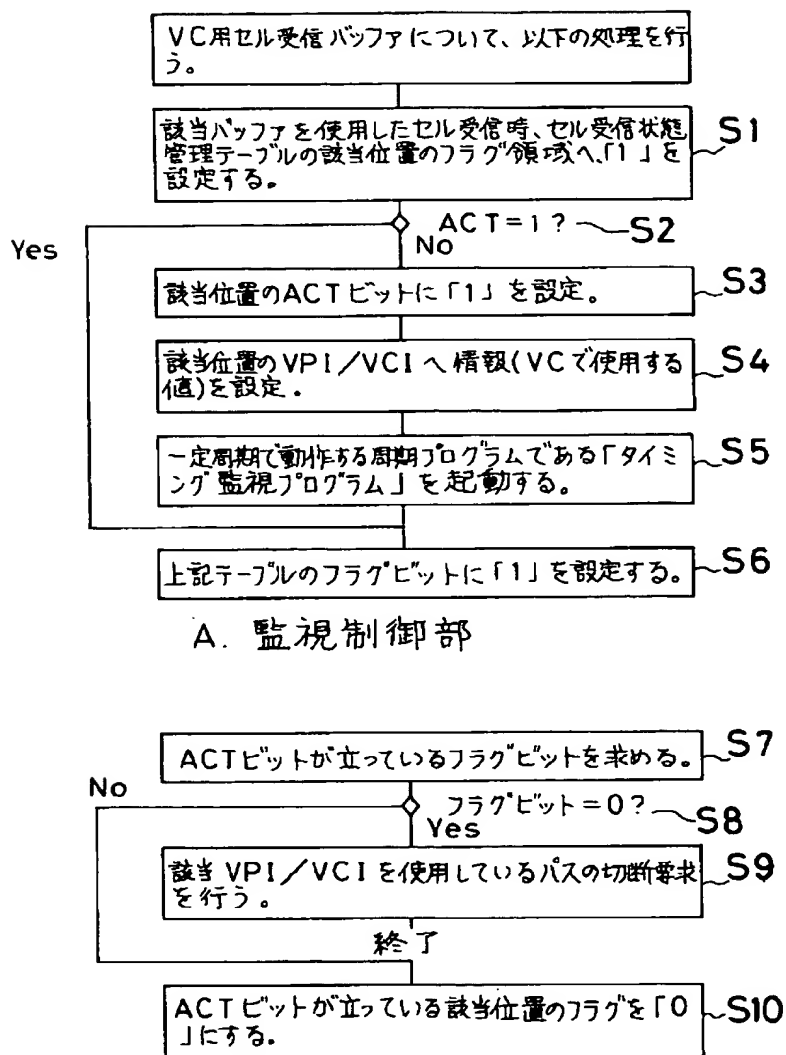 VC用セル受信バッファについて、以下の処理を行
う。
該当バッファを使用したセル受信時、セル受信状態
管理テーブルの該当位置のフラグ領域へ、「1」を
設定する。
S1
ACT=1?
S2
Yes
No
該当位置のACTビットに「1」を設定。
S3
該当位置のVPI/VCIへ情報(VCで使用する
値)を設定.
S4
一定周期で動作する周期プログラムである「タイミ
ング監視プログラム」を起動する。
S5
上記テーブルのフラグビットに「1」を設定する。
S6
A. 監視制御部
ACTビットが立っているフラグビットを求める。
S7
No
フラグビット=0?
S8
Yes
該当VPI/VCIを使用しているパスの切断要求
を行う。
S9
終了
ACTビットが立っている該当位置のフラグを「0
」にする。
S10